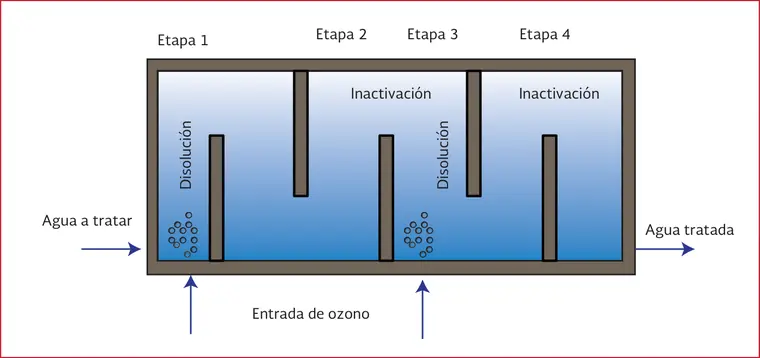 Etapa 1
Etapa 2
Etapa 3
Etapa 4
Inactivación
Inactivación
Disolución
Disolución
Agua a tratar
Agua tratada
Entrada de ozono